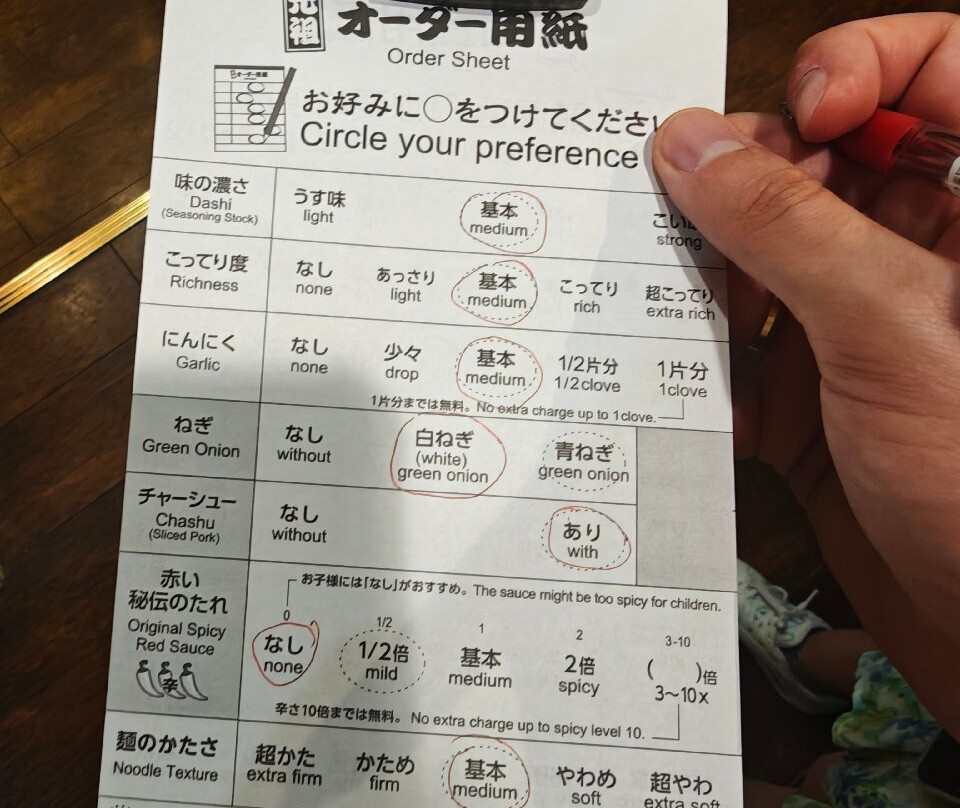 元祖 オーダー用紙
Order Sheet
オーダー用紙
お好みに○をつけてください
Circle your preference
味の濃さ
Dashi
(Seasoning Stock)
うす味
light
基本
medium
こい
strong
こってり度
Richness
なし
none
あっさり
light
基本
medium
こってり
rich
超こってり
extra rich
にんにく
Garlic
なし
none
少々
drop
基本
medium
1/2片分
1/2clove
1片分
1clove
1片分までは無料。No extra charge up to 1clove.
ねぎ
Green Onion
なし
without
白ねぎ
(white)
green onion
青ねぎ
green onion
チャーシュー
Chashu
(Sliced Pork)
なし
without
あり
with
赤い
秘伝のたれ
Original Spicy
Red Sauce
辛
お子様には「なし」がおすすめ。The sauce might be too spicy for children.
0
なし
none
1/2
1/2倍
mild
1
基本
medium
2
2倍
spicy
3-10
( )倍
3～10x
辛さ10倍までは無料。No extra charge up to spicy level 10.
麺のかたさ
Noodle Texture
超かた
extra firm
かため
firm
基本
medium
やわめ
soft
超やわ
extra soft